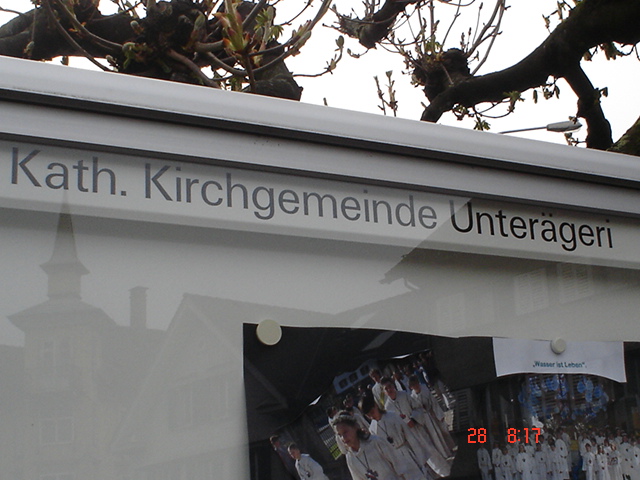 Kath. Kirchgemeinde Unterägeri
„Wasser ist Leben“
28 8:17